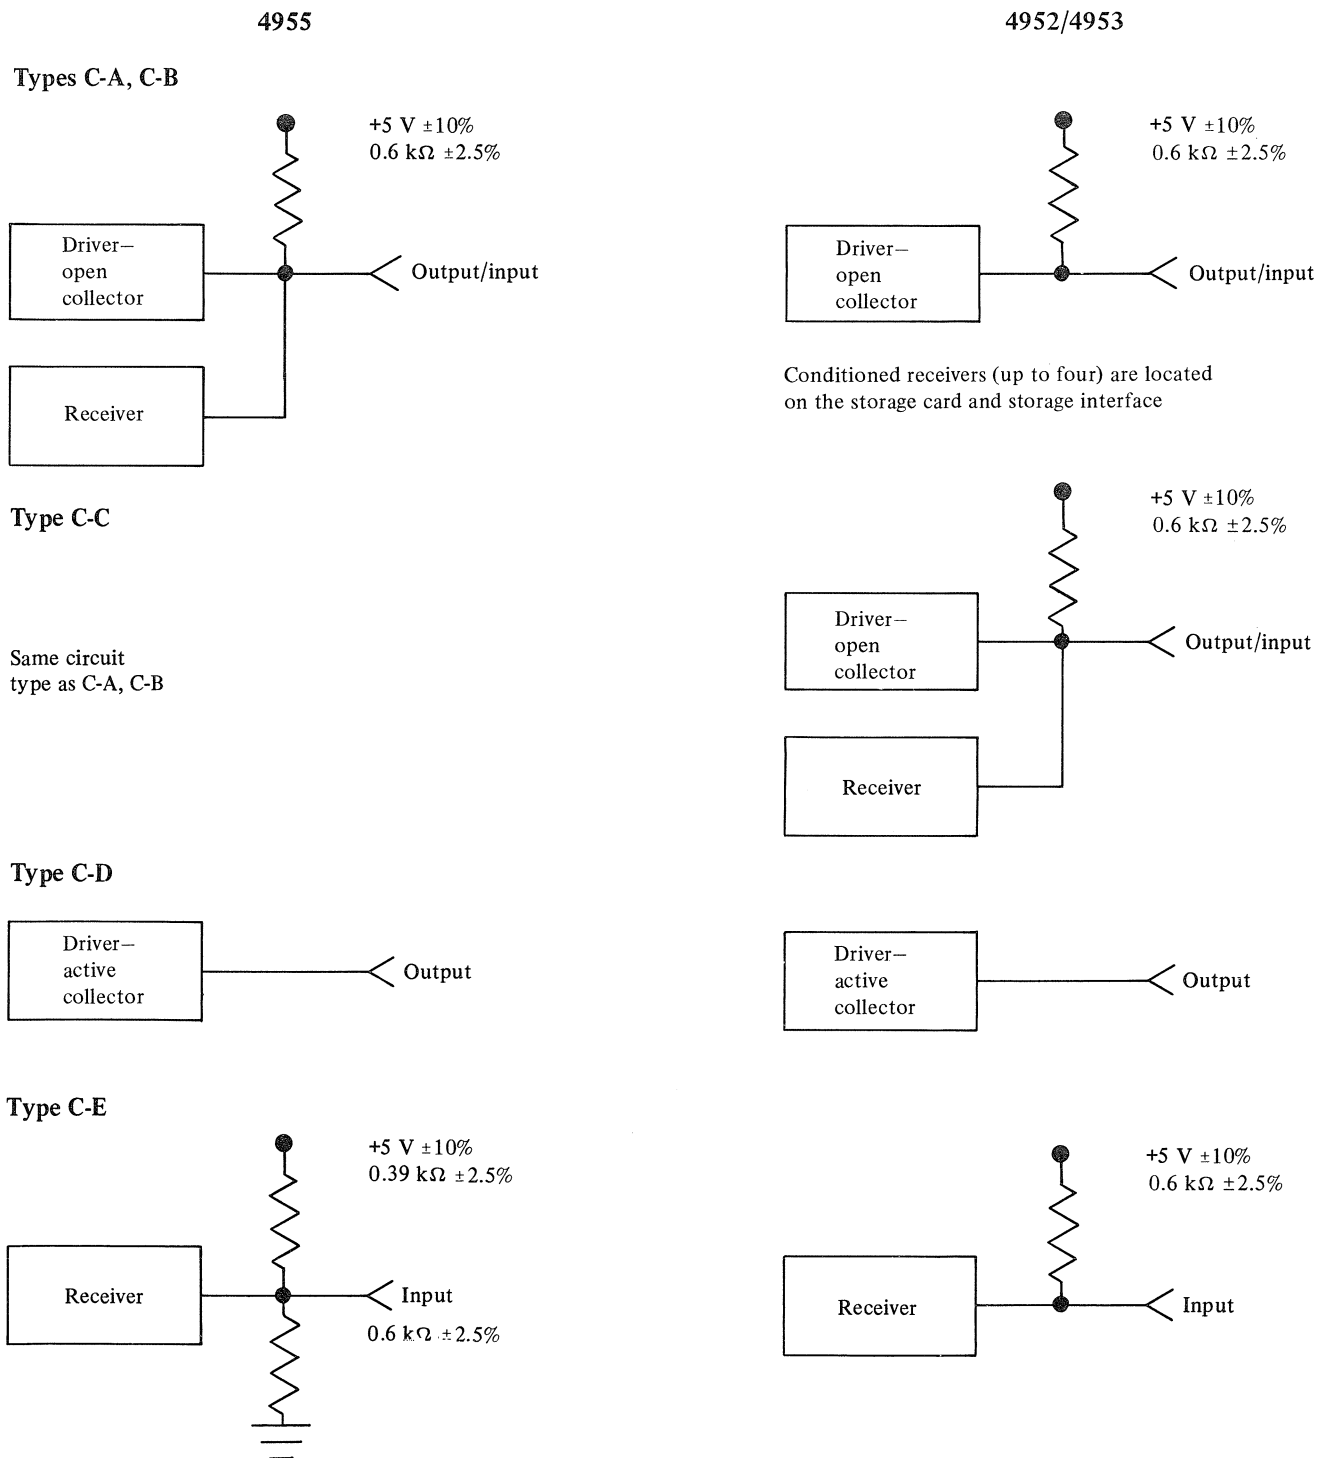 4955
4952/4953
Types C-A, C-B
+5 V ±10%
0.6 kΩ ±2.5%
Driver—
open
collector
Output/input
Receiver
+5 V ±10%
0.6 kΩ ±2.5%
Driver—
open
collector
Output/input
Conditioned receivers (up to four) are located
on the storage card and storage interface
Type C-C
Same circuit
type as C-A, C-B
+5 V ±10%
0.6 kΩ ±2.5%
Driver—
open
collector
Output/input
Receiver
Type C-D
Driver—
active
collector
Output
Driver—
active
collector
Output
Type C-E
+5 V ±10%
0.39 kΩ ±2.5%
Receiver
Input
0.6 kΩ ±2.5%
+5 V ±10%
0.6 kΩ ±2.5%
Receiver
Input